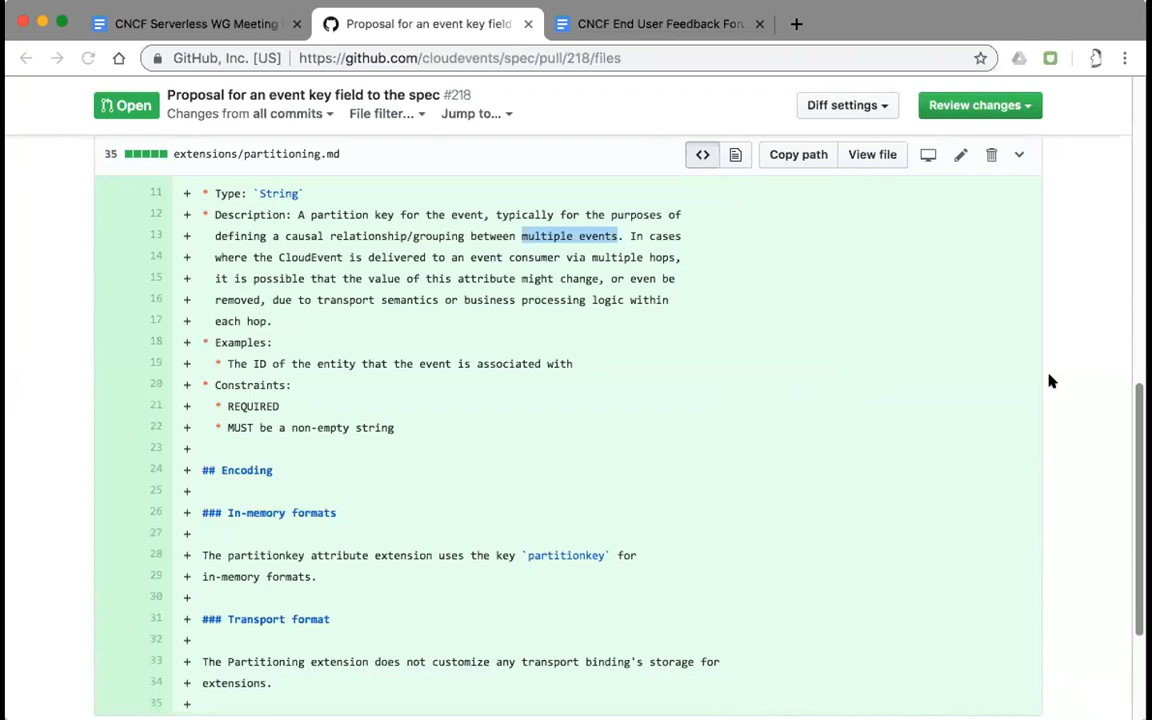 CNCF Serverless WG Meeting
Proposal for an event key field
CNCF End User Feedback For
GitHub, Inc. [US] https://github.com/cloudevents/spec/pull/218/files
Open
Proposal for an event key field to the spec #218
Changes from all commits File filter... Jump to...
Diff settings
Review changes
35 extensions/partitioning.md
Copy path View file
11 + * Type: `String`
12 + * Description: A partition key for the event, typically for the purposes of
13 + defining a causal relationship/grouping between multiple events. In cases
14 + where the CloudEvent is delivered to an event consumer via multiple hops,
15 + it is possible that the value of this attribute might change, or even be
16 + removed, due to transport semantics or business processing logic within
17 + each hop.
18 + * Examples:
19 + * The ID of the entity that the event is associated with
20 + * Constraints:
21 + * REQUIRED
22 + * MUST be a non-empty string
23 +
24 + ## Encoding
25 +
26 + ### In-memory formats
27 +
28 + The partitionkey attribute extension uses the key `partitionkey` for
29 + in-memory formats.
30 +
31 + ### Transport format
32 +
33 + The Partitioning extension does not customize any transport binding's storage for
34 + extensions.
35 +